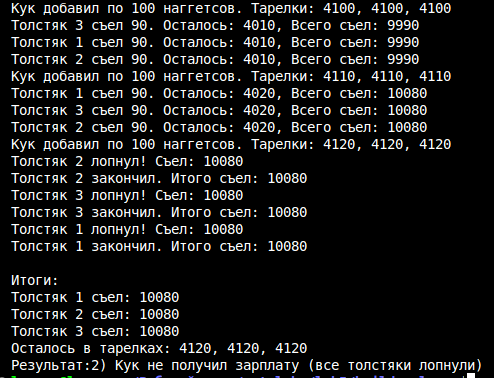 Кук добавил по 100 наггетсов. Тарелки: 4100, 4100, 4100
Толстяк 3 съел 90. Осталось: 4010, Всего съел: 9990
Толстяк 1 съел 90. Осталось: 4010, Всего съел: 9990
Толстяк 2 съел 90. Осталось: 4010, Всего съел: 9990
Кук добавил по 100 наггетсов. Тарелки: 4110, 4110, 4110
Толстяк 1 съел 90. Осталось: 4020, Всего съел: 10080
Толстяк 3 съел 90. Осталось: 4020, Всего съел: 10080
Толстяк 2 съел 90. Осталось: 4020, Всего съел: 10080
Кук добавил по 100 наггетсов. Тарелки: 4120, 4120, 4120
Толстяк 2 лопнул! Съел: 10080
Толстяк 2 закончил. Итого съел: 10080
Толстяк 3 лопнул! Съел: 10080
Толстяк 3 закончил. Итого съел: 10080
Толстяк 1 лопнул! Съел: 10080
Толстяк 1 закончил. Итого съел: 10080
Итоги:
Толстяк 1 съел: 10080
Толстяк 2 съел: 10080
Толстяк 3 съел: 10080
Осталось в тарелках: 4120, 4120, 4120
Результат:2) Кук не получил зарплату (все толстяки лопнули)